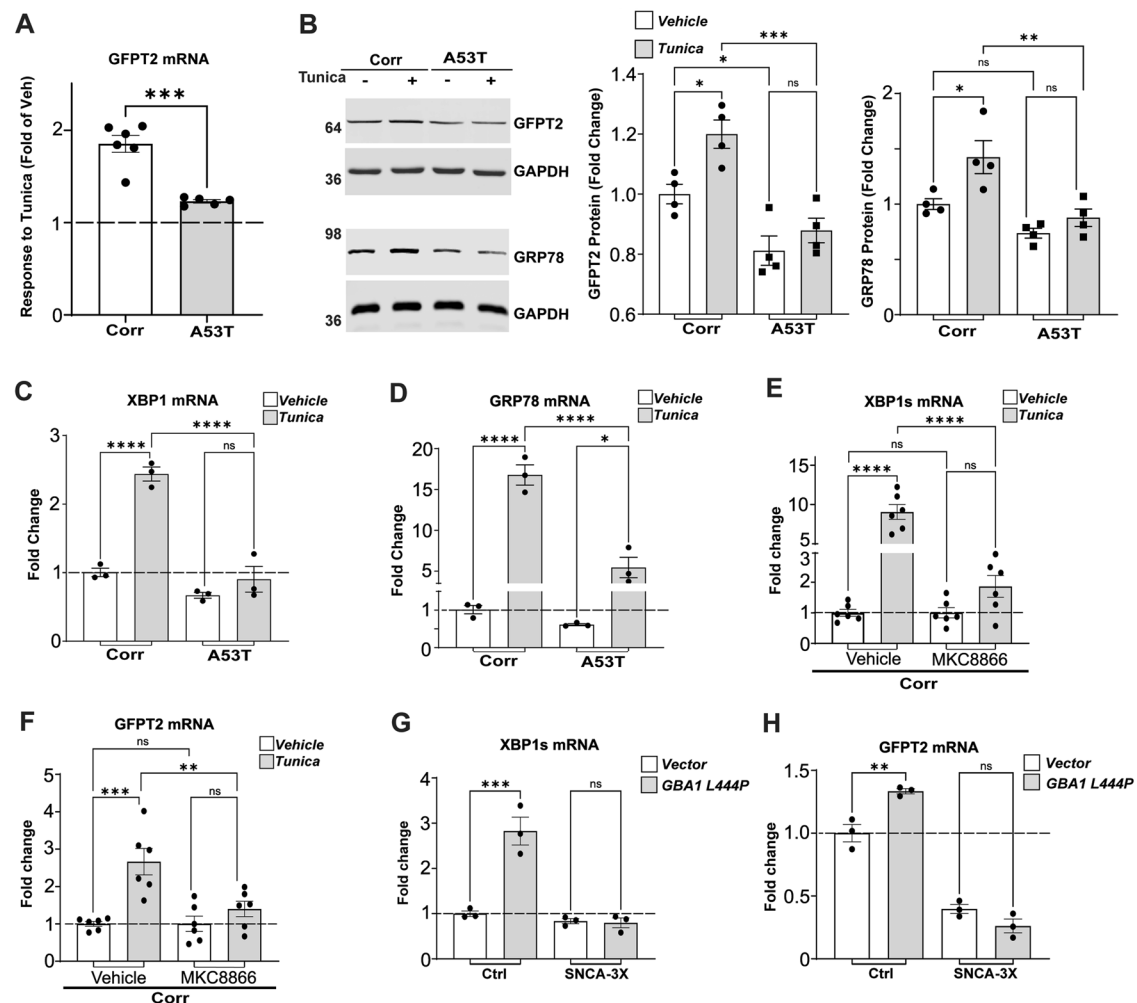 A
GFPT2 mRNA
Response to Tunica (Fold of Veh)
2
1
0
***
Corr A53T
B
Corr A53T
Tunica - + - +
64
GFPT2
36
GAPDH
98
GRP78
36
GAPDH
Vehicle
Tunica
GFPT2 Protein (Fold Change)
1.4
1.2
1.0
0.8
0.6
***
*
* ns
Corr A53T
GRP78 Protein (Fold Change)
2
1
0
**
ns
* ns
Corr A53T
C
XBP1 mRNA
Vehicle
Tunica
Fold Change
3
2
1
0
****
**** ns
Corr A53T
D
GRP78 mRNA
Vehicle
Tunica
Fold Change
20
15
10
5
1
0
****
**** *
Corr A53T
E
XBP1s mRNA
Vehicle
Tunica
Fold change
15
10
5
3
2
1
0
****
ns
**** ns
Vehicle MKC8866
Corr
F
GFPT2 mRNA
Vehicle
Tunica
Fold change
5
4
3
2
1
0
ns
**
*** ns
Vehicle MKC8866
Corr
G
XBP1s mRNA
Vector
GBA1 L444P
Fold change
4
3
2
1
0
*** ns
Ctrl SNCA-3X
H
GFPT2 mRNA
Vector
GBA1 L444P
Fold change
1.5
1.0
0.5
0
** ns
Ctrl SNCA-3X